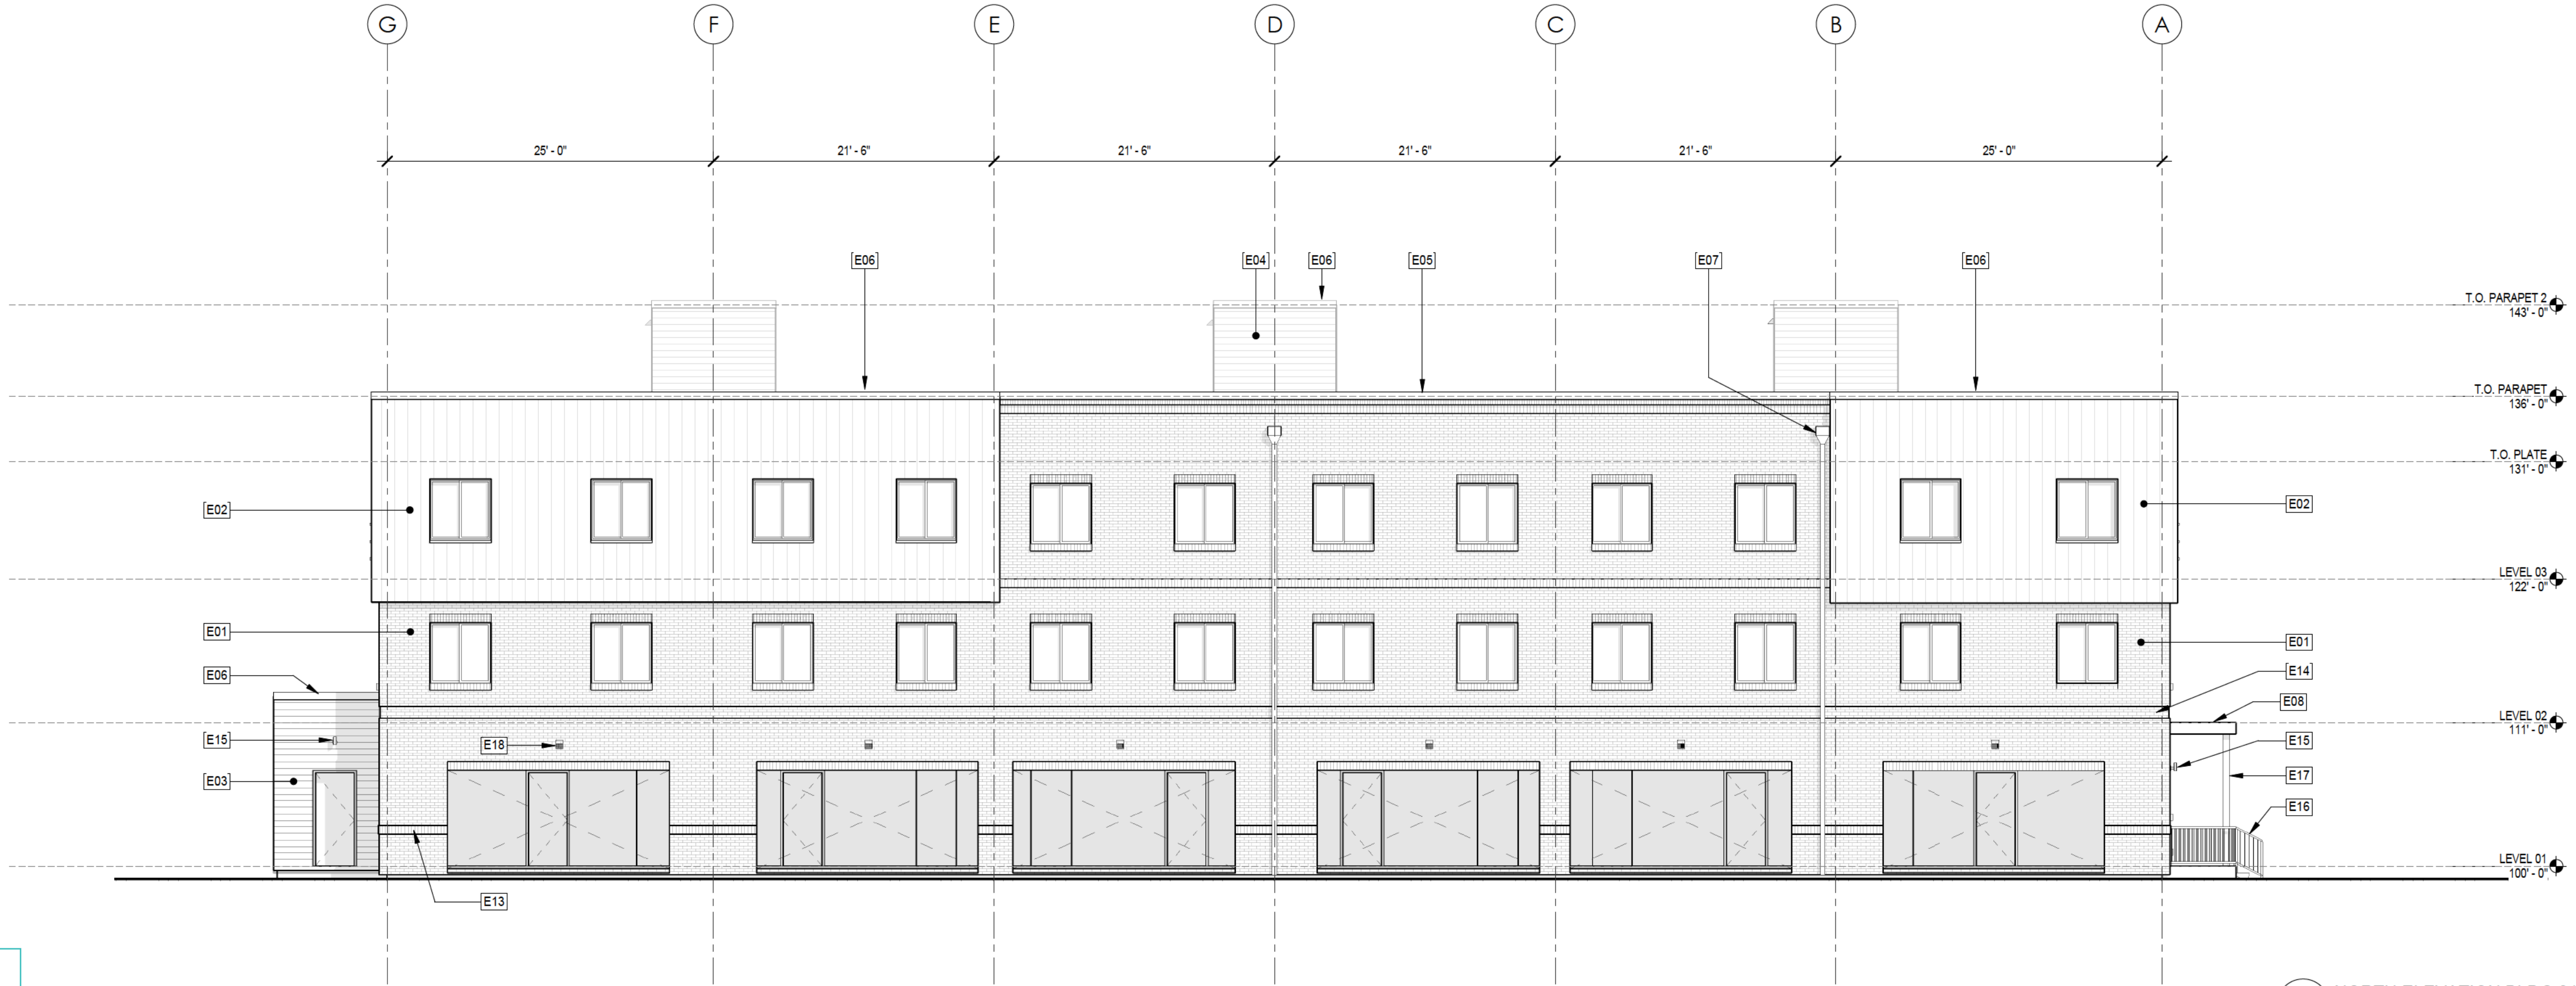 G F E D C B A
25' - 0" 21' - 6" 21' - 6" 21' - 6" 21' - 6" 25' - 0"
E06 E04 E06 E05 E07 E06
T.O. PARAPET 2
143' - 0"
T.O. PARAPET
136' - 0"
T.O. PLATE
131' - 0"
E02 E02
LEVEL 03
122' - 0"
E01 E01
E06 E14
E08
LEVEL 02
111' - 0"
E15 E18 E15
E03 E17
E16
LEVEL 01
100' - 0"
E13